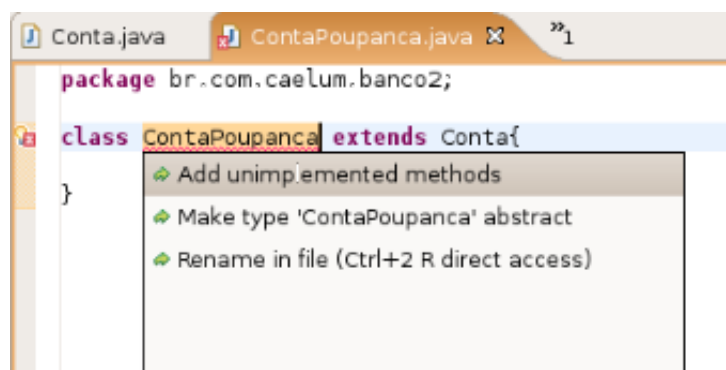 Conta.java ContaPoupanca.java »1
package br.com.caelum.banco2;
class ContaPoupanca extends Conta{
Add unimplemented methods
}
Make type 'ContaPoupanca' abstract
Rename in file (Ctrl+2 R direct access)